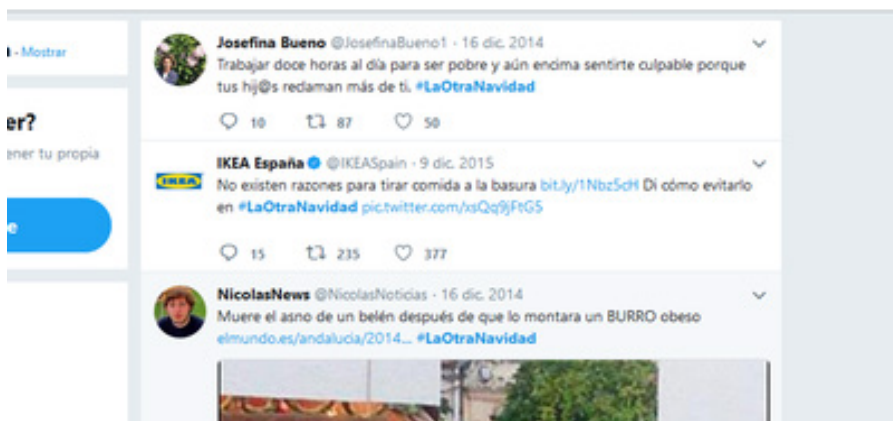 - Mostrar
er?
ener tu propia
e
Josefina Bueno @JosefinaBueno1 - 16 dic. 2014
Trabajar doce horas al día para ser pobre y aún encima sentirte culpable porque
tus hij@s reclaman más de ti. #LaOtraNavidad
10 87 50
IKEA
IKEA España @IKEASpain - 9 dic. 2015
No existen razones para tirar comida a la basura bit.ly/1NbzScH Di cómo evitarlo
en #LaOtraNavidad pic.twitter.com/xsQq9jFtG5
15 235 377
NicolasNews @NicolasNoticias - 16 dic. 2014
Muere el asno de un belén después de que lo montara un BURRO obeso
elmundo.es/andalucia/2014... #LaOtraNavidad